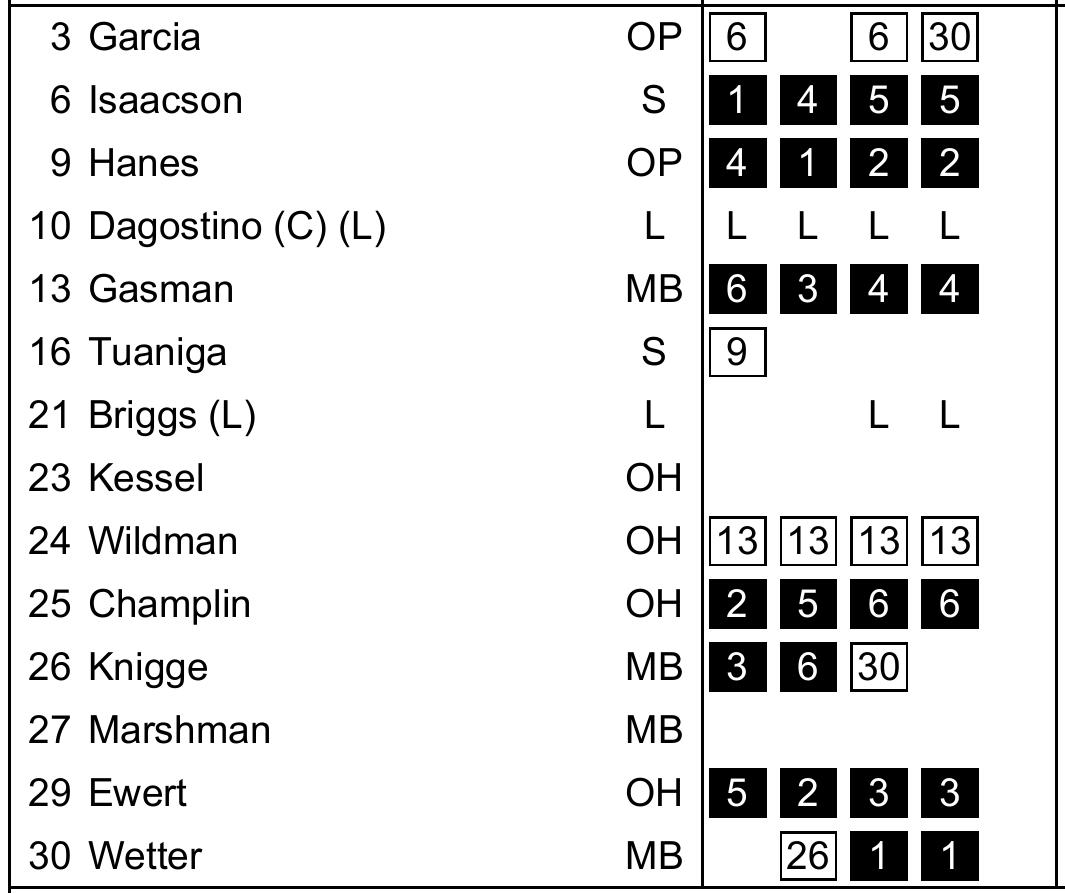 3 Garcia OP 6 6 30
6 Isaacson S 1 4 5 5
9 Hanes OP 4 1 2 2
10 Dagostino (C) (L) L L L L L
13 Gasman MB 6 3 4 4
16 Tuaniga S 9
21 Briggs (L) L L L
23 Kessel OH
24 Wildman OH 13 13 13 13
25 Champlin OH 2 5 6 6
26 Knigge MB 3 6 30
27 Marshman MB
29 Ewert OH 5 2 3 3
30 Wetter MB 26 1 1